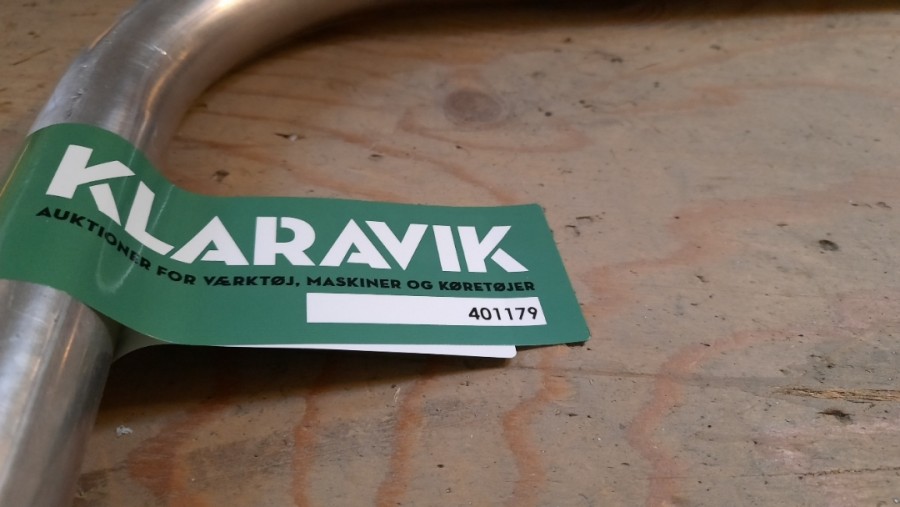 KLARAVIK
AUKTIONER FOR VÆRKTØJ, MASKINER OG KØRETØJER
401179